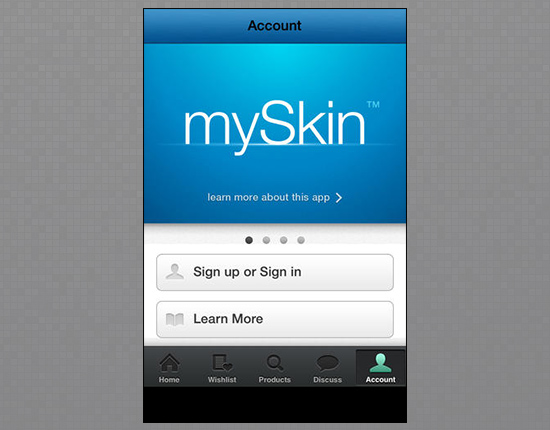 Account
mySkin™
learn more about this app
Sign up or Sign in
Learn More
Home Wishlist Products Discuss Account